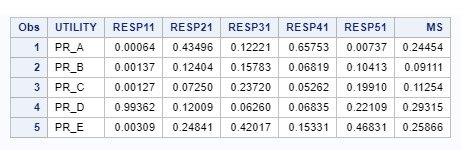 Obs UTILITY RESP11 RESP21 RESP31 RESP41 RESP51 MS
1 PR_A 0.00064 0.43496 0.12221 0.65753 0.00737 0.24454
2 PR_B 0.00137 0.12404 0.15783 0.06819 0.10413 0.09111
3 PR_C 0.00127 0.07250 0.23720 0.05262 0.19910 0.11254
4 PR_D 0.99362 0.12009 0.06260 0.06835 0.22109 0.29315
5 PR_E 0.00309 0.24841 0.42017 0.15331 0.46831 0.25866